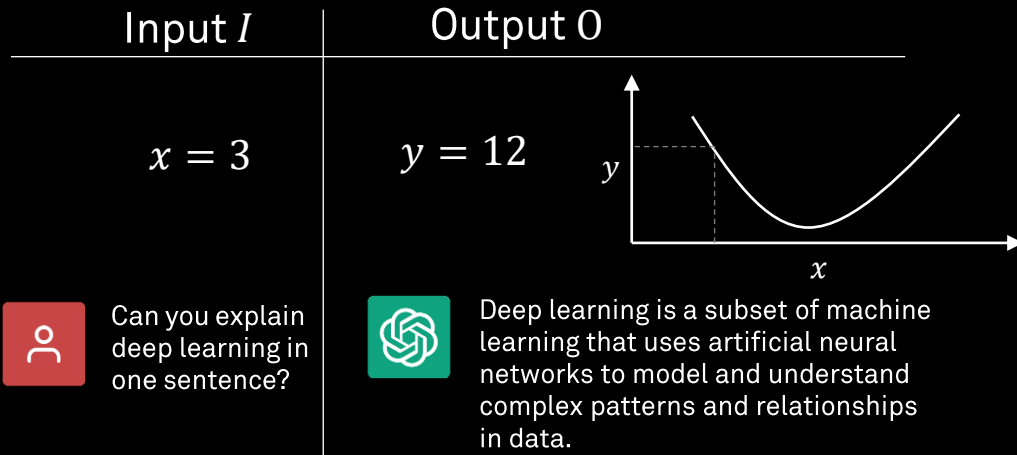 Input I
Output O
x = 3
y = 12
y
x
Can you explain
deep learning in
one sentence?
Deep learning is a subset of machine
learning that uses artificial neural
networks to model and understand
complex patterns and relationships
in data.